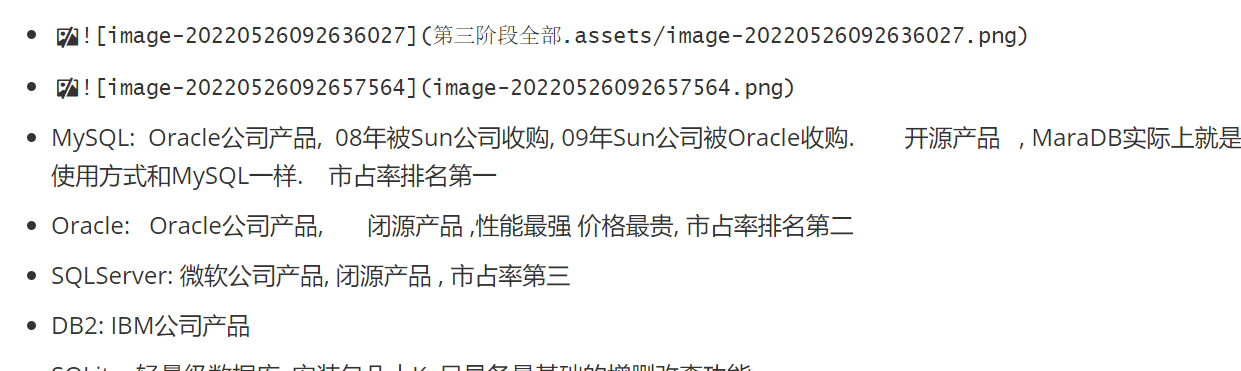 ![image-20220526092636027](第三阶段全部.assets/image-20220526092636027.png)
![image-20220526092657564](image-20220526092657564.png)
MySQL: Oracle公司产品, 08年被Sun公司收购, 09年Sun公司被Oracle收购. 开源产品 , MaraDB实际上就是
使用方式和MySQL一样. 市占率排名第一
Oracle: Oracle公司产品, 闭源产品 ,性能最强 价格最贵, 市占率排名第二
SQLServer: 微软公司产品, 闭源产品 , 市占率第三
DB2: IBM公司产品